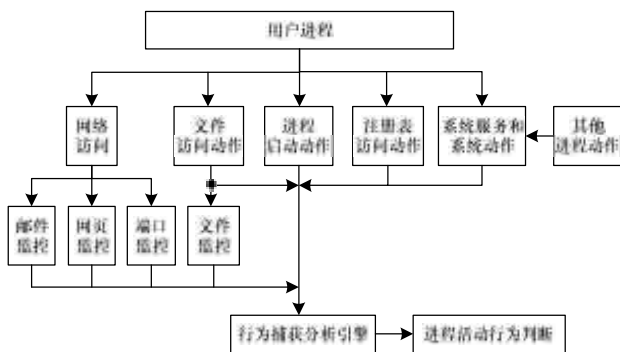 用户进程
网络
访问
文件
访问动作
进程
启动动作
注册表
访问动作
系统服务和
系统动作
其他
进程动作
邮件
监控
网页
监控
端口
监控
文件
监控
行为捕获分析引擎
进程活动行为判断